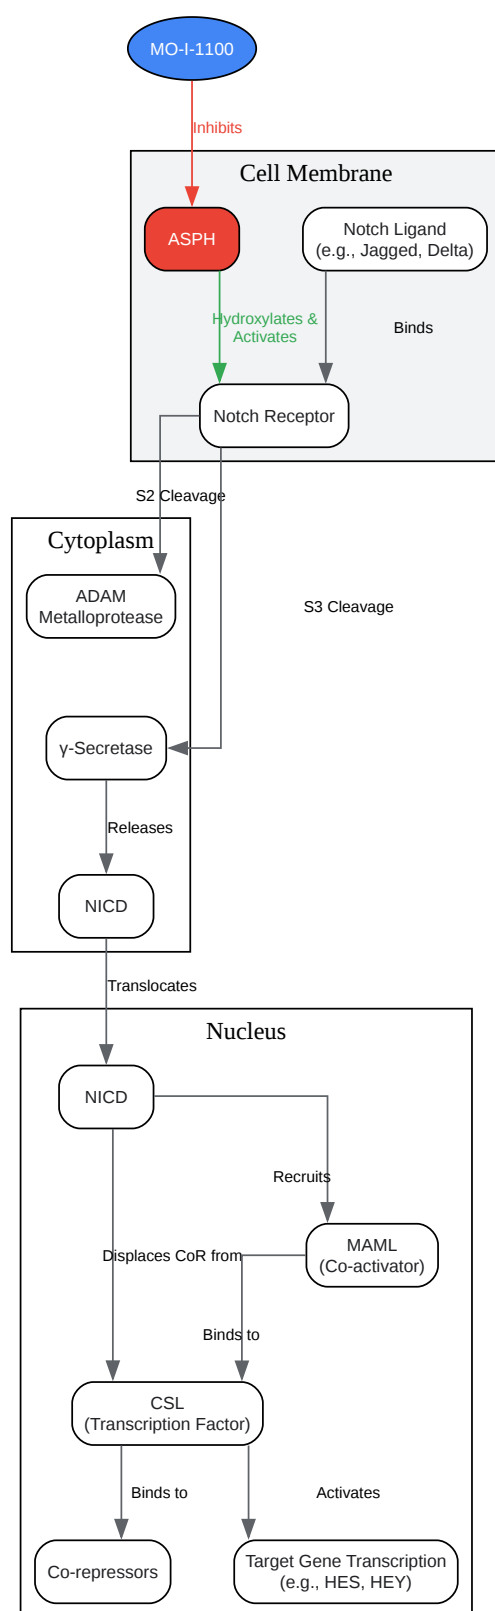 MO-I-1100
Inhibits
Cell Membrane
ASPH
Notch Ligand
(e.g., Jagged, Delta)
Hydroxylates &
Activates
Binds
Notch Receptor
S2 Cleavage
Cytoplasm
ADAM
Metalloprotease
S3 Cleavage
γ-Secretase
Releases
NICD
Translocates
Nucleus
NICD
Recruits
MAML
(Co-activator)
Displaces CoR from
Binds to
CSL
(Transcription Factor)
Binds to
Activates
Co-repressors
Target Gene Transcription
(e.g., HES, HEY)